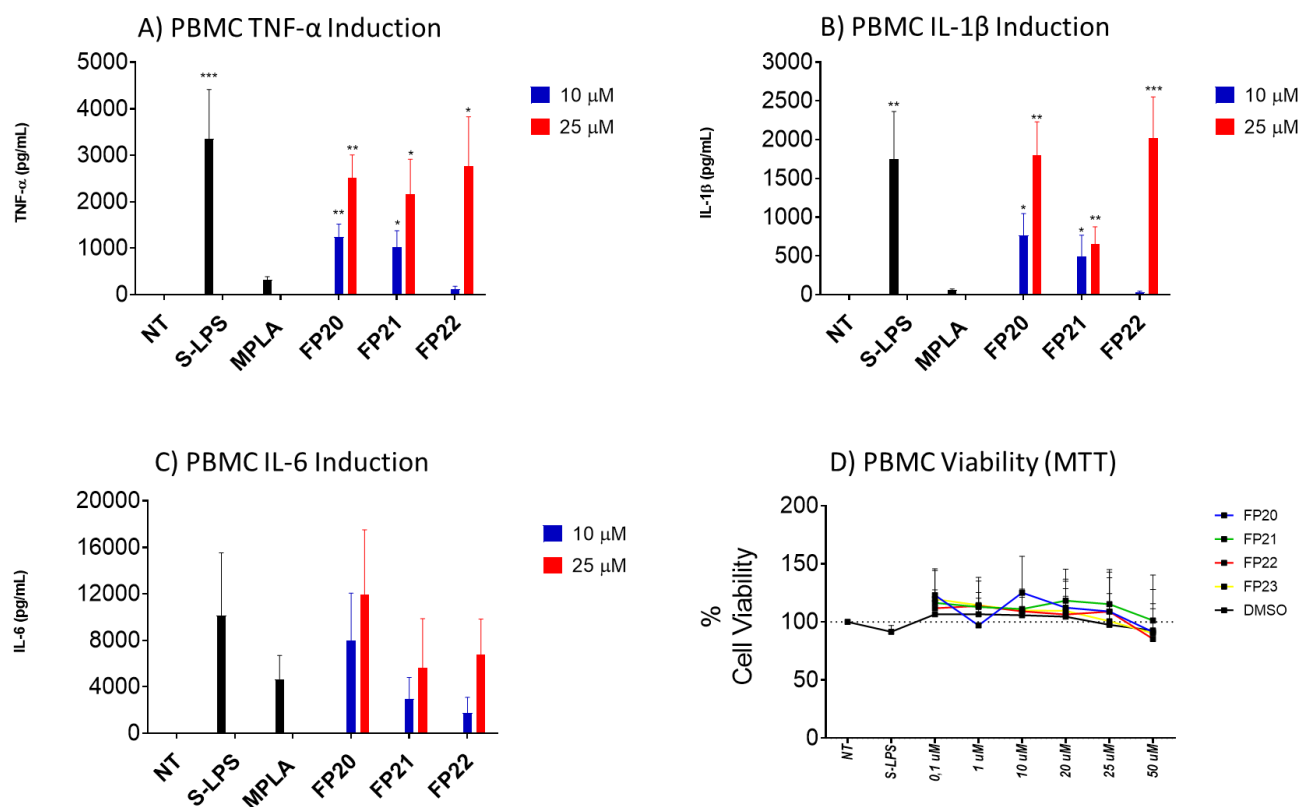 A) PBMC TNF-α Induction
5000
4000
3000
2000
1000
0
TNF-α (pg/mL)
***
**
**
*
*
*
NT
S-LPS
MPLA
FP20
FP21
FP22
10 μM
25 μM
B) PBMC IL-1β Induction
3000
2500
2000
1500
1000
500
0
IL-1β (pg/mL)
**
*
**
*
**
***
NT
S-LPS
MPLA
FP20
FP21
FP22
10 μM
25 μM
C) PBMC IL-6 Induction
20000
16000
12000
8000
4000
0
IL-6 (pg/mL)
NT
S-LPS
MPLA
FP20
FP21
FP22
10 μM
25 μM
D) PBMC Viability (MTT)
200
150
100
50
0
%
Cell Viability
NT
S-LPS
0,1 uM
1 uM
10 uM
20 uM
25 uM
50 uM
FP20
FP21
FP22
FP23
DMSO